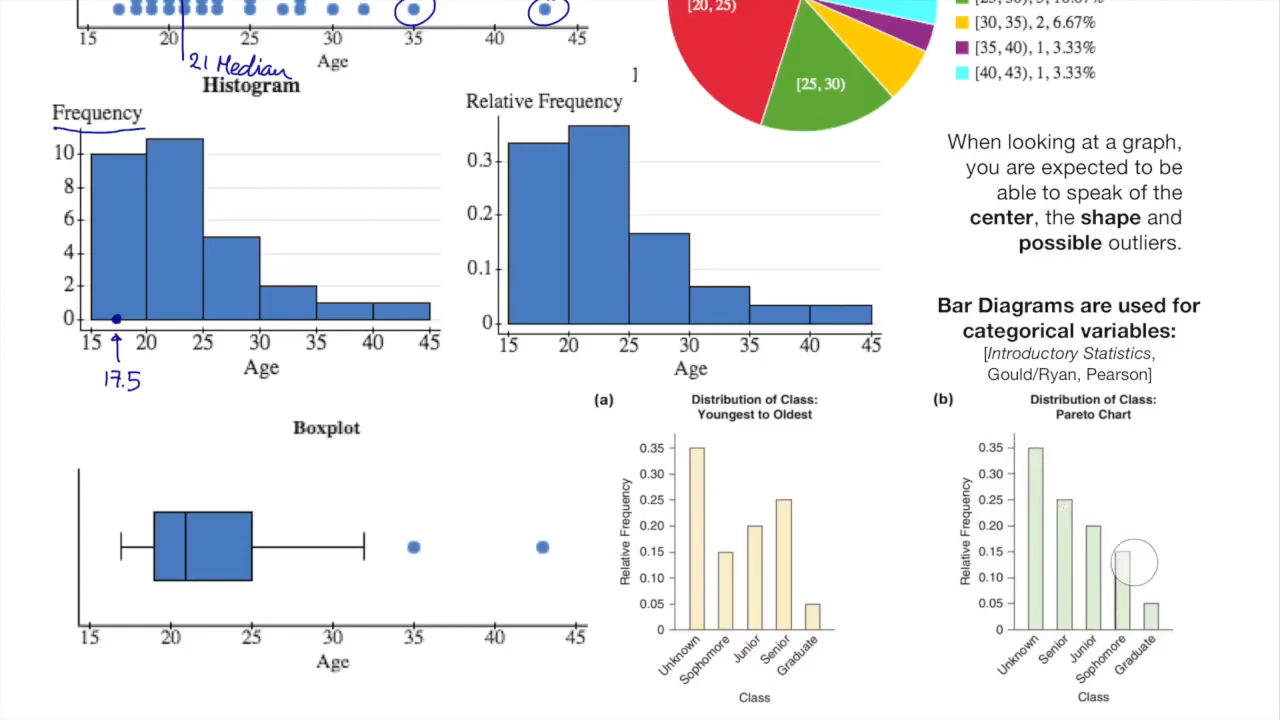 15 20 25 30 35 40 45
Age
21 Median
[20, 25)
[25, 30)
[30, 35), 2, 6.67%
[35, 40), 1, 3.33%
[40, 43), 1, 3.33%
Histogram
Frequency
10
8
6
4
2
0
15 20 25 30 35 40 45
Age
17.5
Relative Frequency
0.3
0.2
0.1
0
15 20 25 30 35 40 45
Age
When looking at a graph,
you are expected to be
able to speak of the
center, the shape and
possible outliers.
Bar Diagrams are used for
categorical variables:
[Introductory Statistics,
Gould/Ryan, Pearson]
Boxplot
15 20 25 30 35 40 45
Age
(a)
Distribution of Class:
Youngest to Oldest
Relative Frequency
0.35
0.30
0.25
0.20
0.15
0.10
0.05
0
Unknown
Sophomore
Junior
Senior
Graduate
Class
(b)
Distribution of Class:
Pareto Chart
Relative Frequency
0.35
0.30
0.25
0.20
0.15
0.10
0.05
0
Unknown
Senior
Junior
Sophomore
Graduate
Class